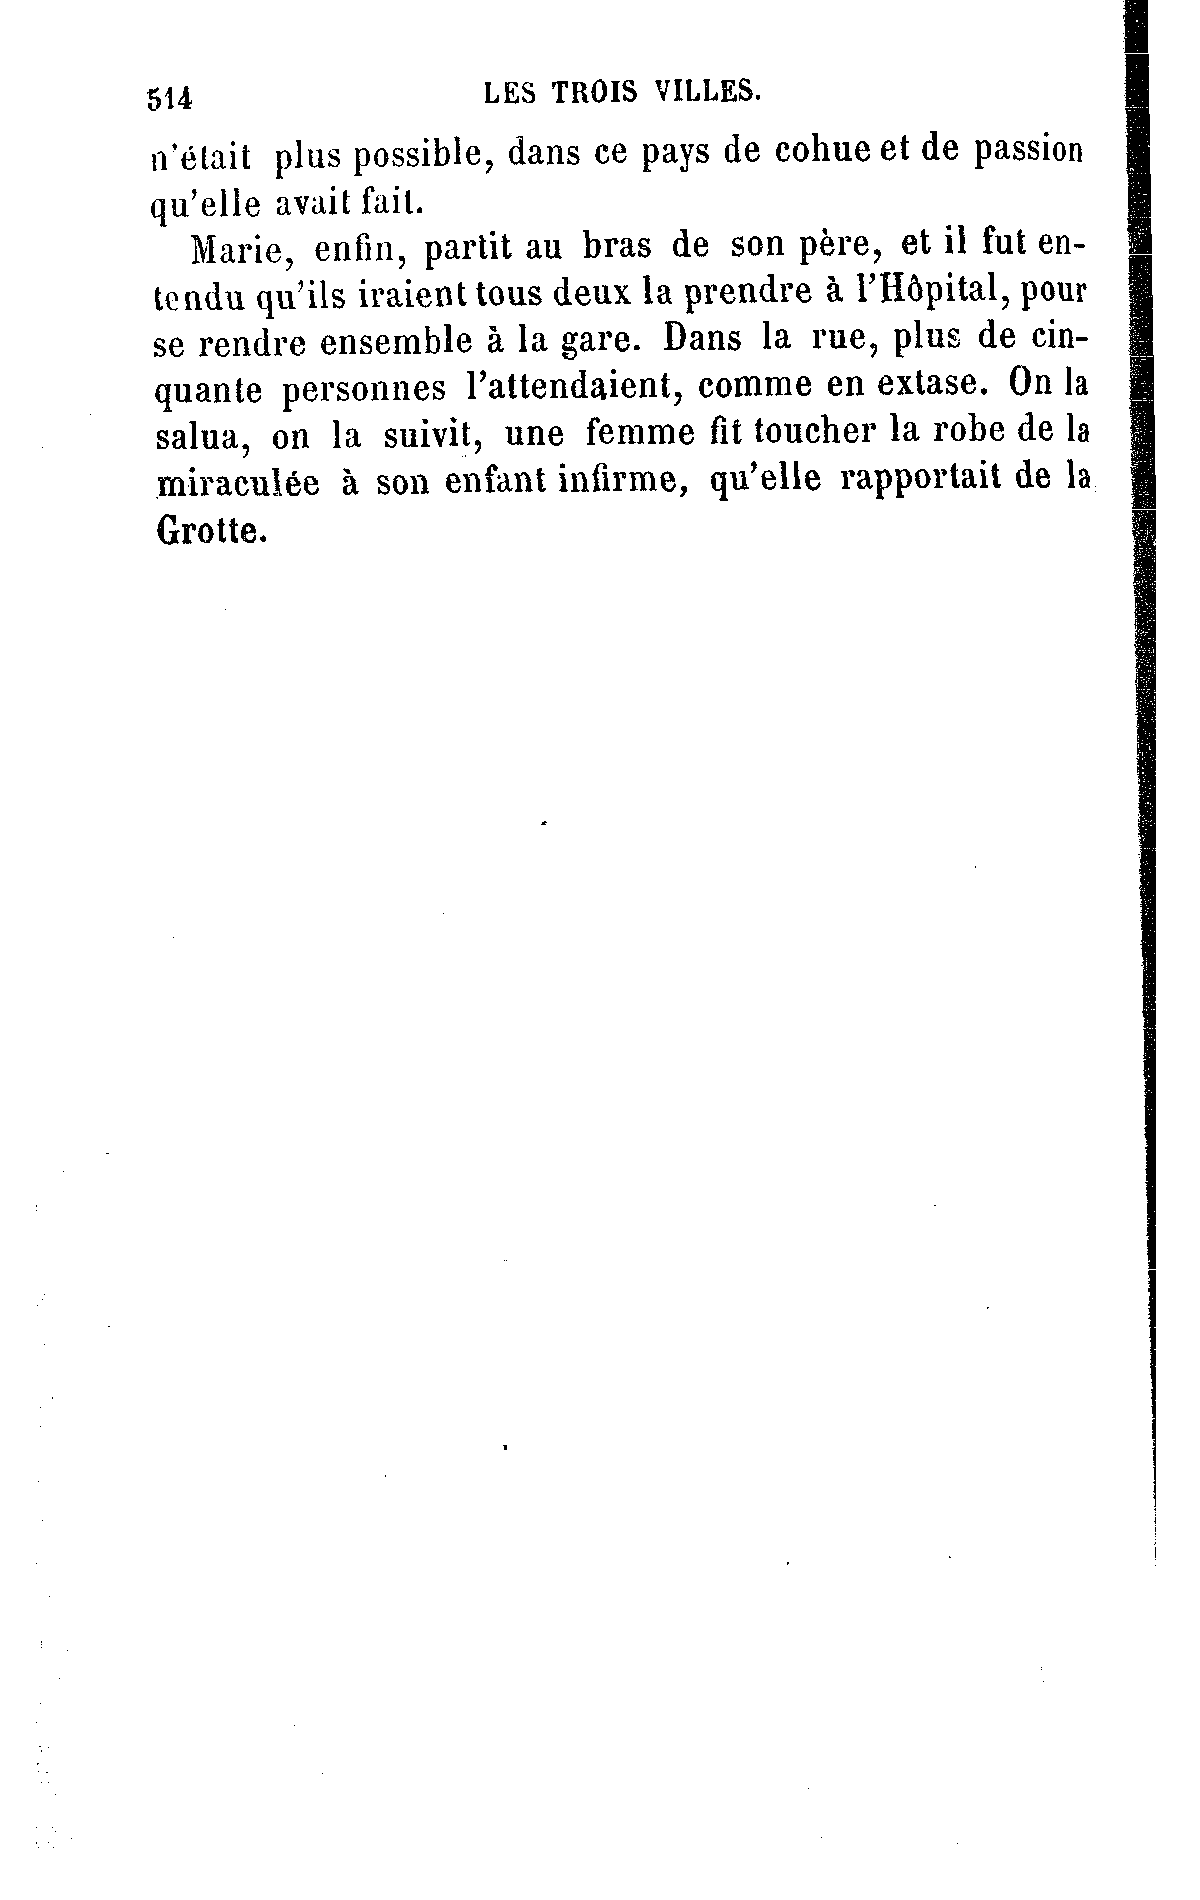 514 LES TROIS VILLES.
n'était plus possible, dans ce pays de cohue et de passion
qu'elle avait fait.
Marie, enfin, partit au bras de son père, et il fut en-
tendu qu'ils iraient tous deux la prendre à l'Hôpital, pour
se rendre ensemble à la gare. Dans la rue, plus de cin-
quante personnes l'attendaient, comme en extase. On la
salua, on la suivit, une femme fit toucher la robe de la
miraculée à son enfant infirme, qu'elle rapportait de la
Grotte.